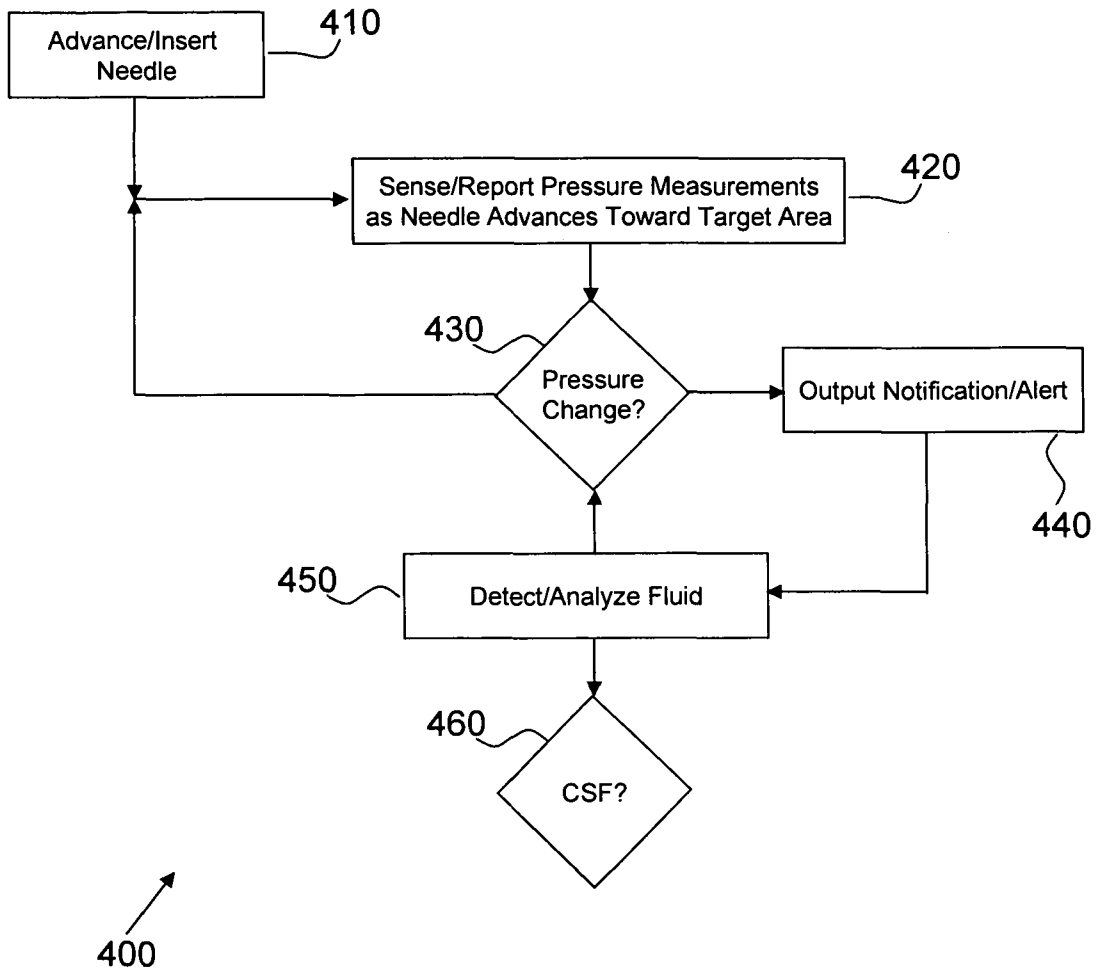 Advance/Insert
Needle
410
Sense/Report Pressure Measurements
as Needle Advances Toward Target Area
420
430
Pressure
Change?
Output Notification/Alert
440
450
Detect/Analyze Fluid
460
CSF?
400